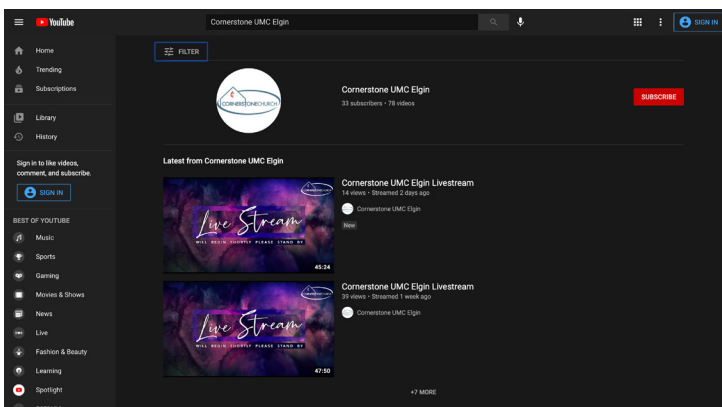 YouTube
Cornerstone UMC Elgin
SIGN IN
Home
Trending
Subscriptions
Library
History
Sign in to like videos,
comment, and subscribe.
SIGN IN
BEST OF YOUTUBE
Music
Sports
Gaming
Movies & Shows
News
Live
Fashion & Beauty
Learning
Spotlight
FILTER
CORNERSTONECHURCH
Cornerstone UMC Elgin
33 subscribers • 78 videos
SUBSCRIBE
Latest from Cornerstone UMC Elgin
Live Stream
WILL BEGIN SHORTLY PLEASE STAND BY
45:24
Cornerstone UMC Elgin Livestream
14 views • Streamed 2 days ago
Cornerstone UMC Elgin
New
Live Stream
WILL BEGIN SHORTLY PLEASE STAND BY
47:50
Cornerstone UMC Elgin Livestream
39 views • Streamed 1 week ago
Cornerstone UMC Elgin
+7 MORE